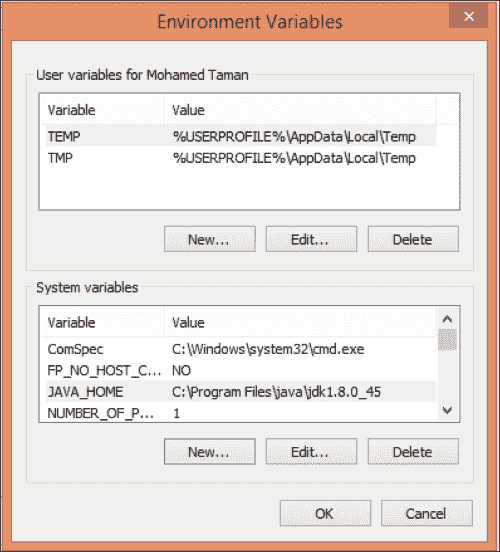 Environment Variables
User variables for Mohamed Taman
Variable Value
TEMP %USERPROFILE%\AppData\Local\Temp
TMP %USERPROFILE%\AppData\Local\Temp
New... Edit... Delete
System variables
Variable Value
ComSpec C:\Windows\system32\cmd.exe
FP_NO_HOST_C... NO
JAVA_HOME C:\Program Files\java\jdk1.8.0_45
NUMBER_OF_P... 1
New... Edit... Delete
OK Cancel